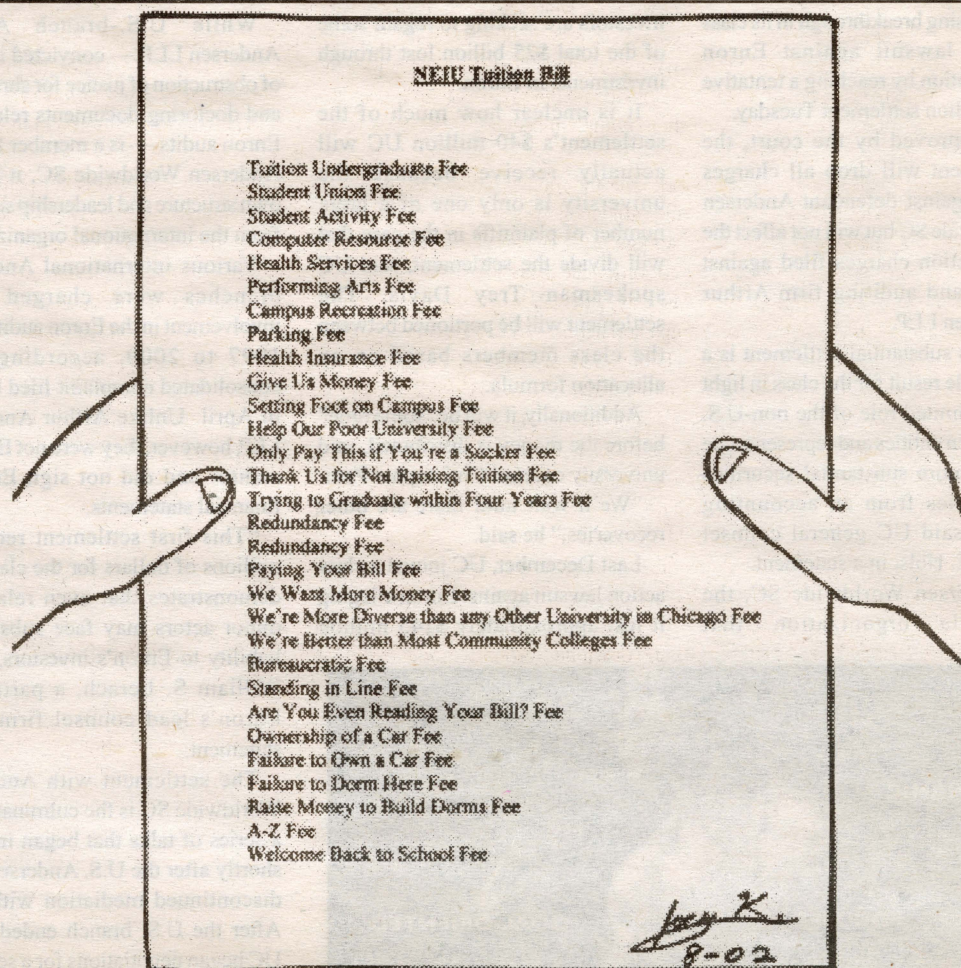 NEIU Tuition Bill
Tuition Undergraduate Fee
Student Union Fee
Student Activity Fee
Computer Resource Fee
Health Services Fee
Performing Arts Fee
Campus Recreation Fee
Parking Fee
Health Insurance Fee
Give Us Money Fee
Setting Foot on Campus Fee
Help Our Poor University Fee
Only Pay This if You're a Sucker Fee
Thank Us for Not Raising Tuition Fee
Trying to Graduate within Four Years Fee
Redundancy Fee
Redundancy Fee
Paying Your Bill Fee
We Want More Money Fee
We're More Diverse than any Other University in Chicago Fee
We're Better than Most Community Colleges Fee
Bureaucratic Fee
Standing in Line Fee
Are You Even Reading Your Bill? Fee
Ownership of a Car Fee
Failure to Own a Car Fee
Failure to Dorm Here Fee
Raise Money to Build Dorms Fee
A-Z Fee
Welcome Back to School Fee
K.
8-02